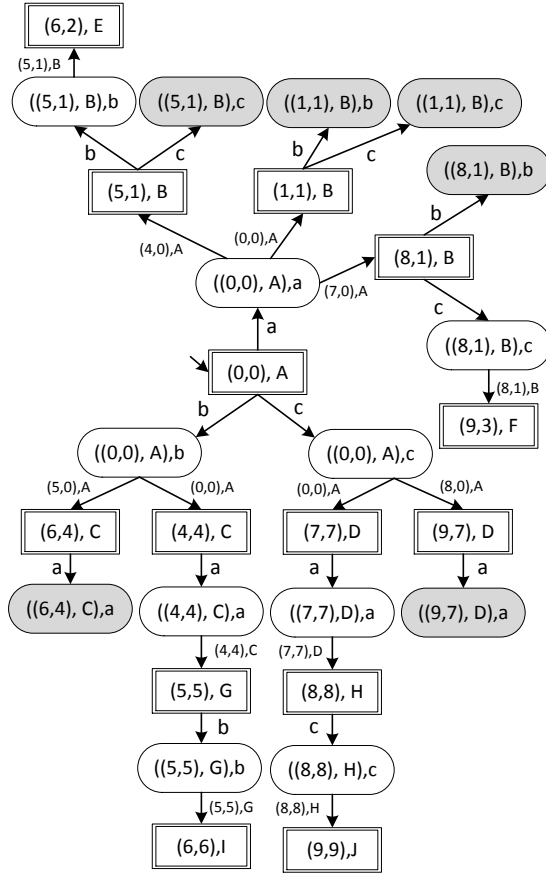 (6,2), E
(5,1),B
((5,1), B),b
((5,1), B),c
((1,1), B),b
((1,1), B),c
b
c
b
c
((8,1), B),b
(5,1), B
(1,1), B
b
(4,0),A
(0,0),A
(8,1), B
((0,0), A),a
(7,0),A
c
a
((8,1), B),c
(0,0), A
(8,1),B
b
c
(9,3), F
((0,0), A),b
((0,0), A),c
(5,0),A
(0,0),A
(0,0),A
(8,0),A
(6,4), C
(4,4), C
(7,7),D
(9,7), D
a
a
a
a
((6,4), C),a
((4,4), C),a
((7,7),D),a
((9,7), D),a
(4,4),C
(7,7),D
(5,5), G
(8,8), H
b
c
((5,5), G),b
((8,8), H),c
(5,5),G
(8,8),H
(6,6),I
(9,9),J